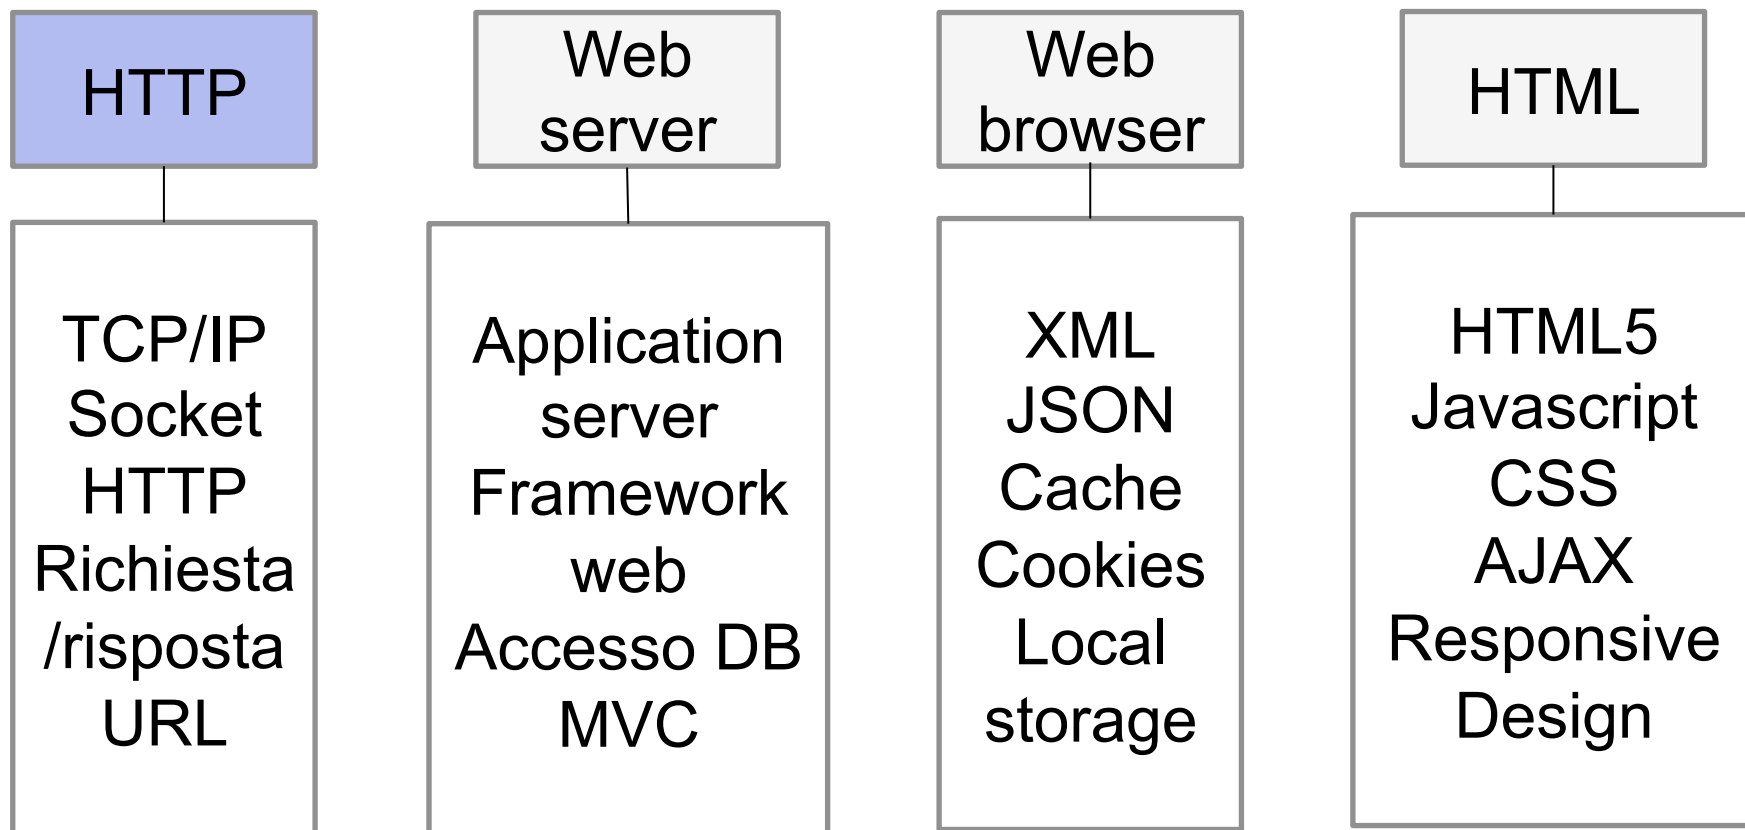 HTTP
TCP/IP
Socket
HTTP
Richiesta
/risposta
URL
Web
server
Application
server
Framework
web
Accesso DB
MVC
Web
browser
XML
JSON
Cache
Cookies
Local
storage
HTML
HTML5
Javascript
CSS
AJAX
Responsive
Design